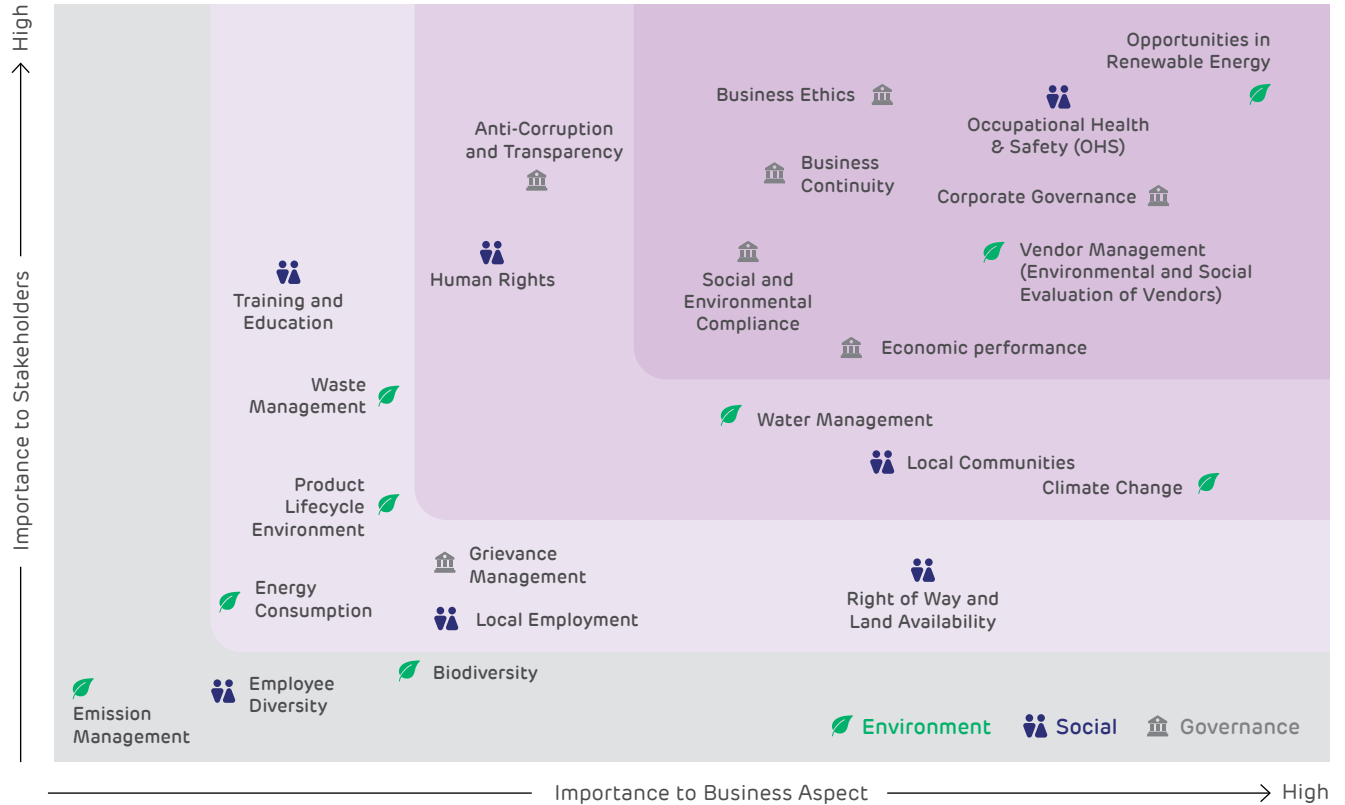 High
Importance to Stakeholders
Opportunities in
Renewable Energy
Business Ethics
Occupational Health
& Safety (OHS)
Anti-Corruption
and Transparency
Business
Continuity
Corporate Governance
Human Rights
Social and
Environmental
Compliance
Vendor Management
(Environmental and Social
Evaluation of Vendors)
Training and
Education
Economic performance
Waste
Management
Water Management
Local Communities
Climate Change
Product
Lifecycle
Environment
Grievance
Management
Energy
Consumption
Local Employment
Right of Way and
Land Availability
Biodiversity
Employee
Diversity
Emission
Management
Environment
Social
Governance
Importance to Business Aspect
High